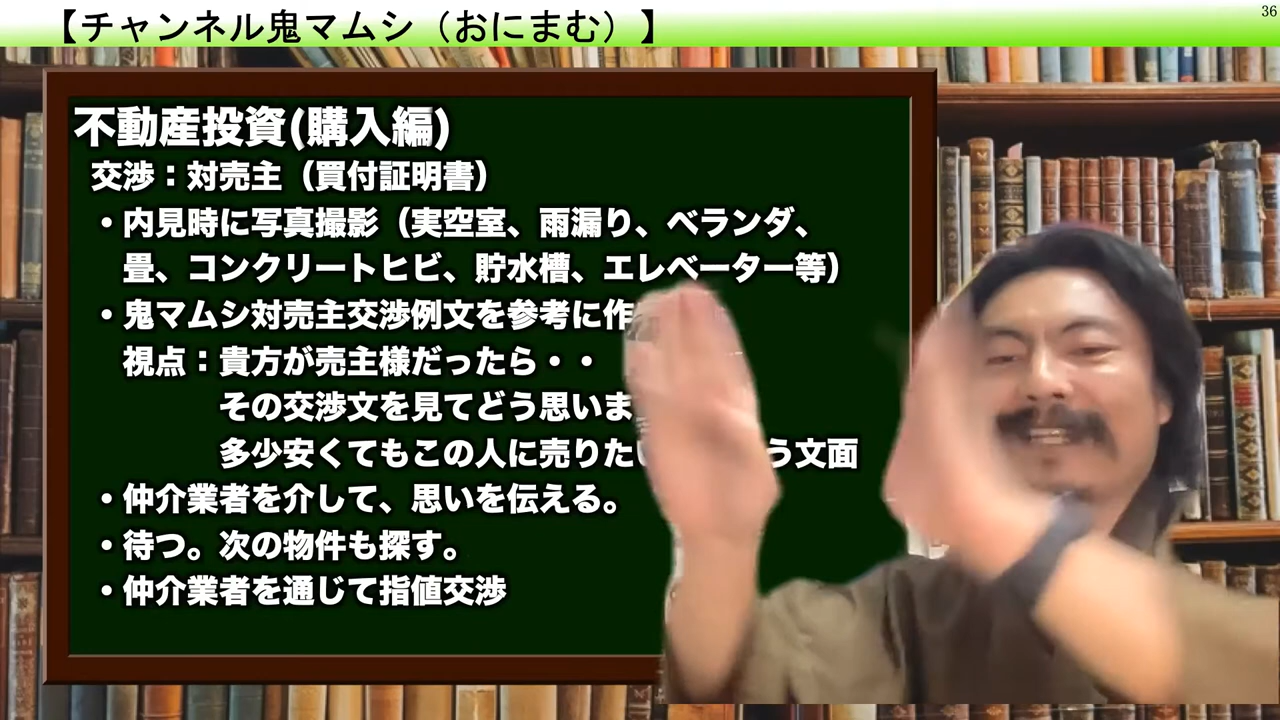 【チャンネル鬼マムシ（おにまむ）】
36
不動産投資(購入編)
交渉：対売主（買付証明書）
・内見時に写真撮影（実空室、雨漏り、ベランダ、
畳、コンクリートヒビ、貯水槽、エレベーター等）
・鬼マムシ対売主交渉例文を参考に作
視点：貴方が売主様だったら・・
その交渉文を見てどう思いま
多少安くてもこの人に売りた う文面
・仲介業者を介して、思いを伝える。
・待つ。次の物件も探す。
・仲介業者を通じて指値交渉